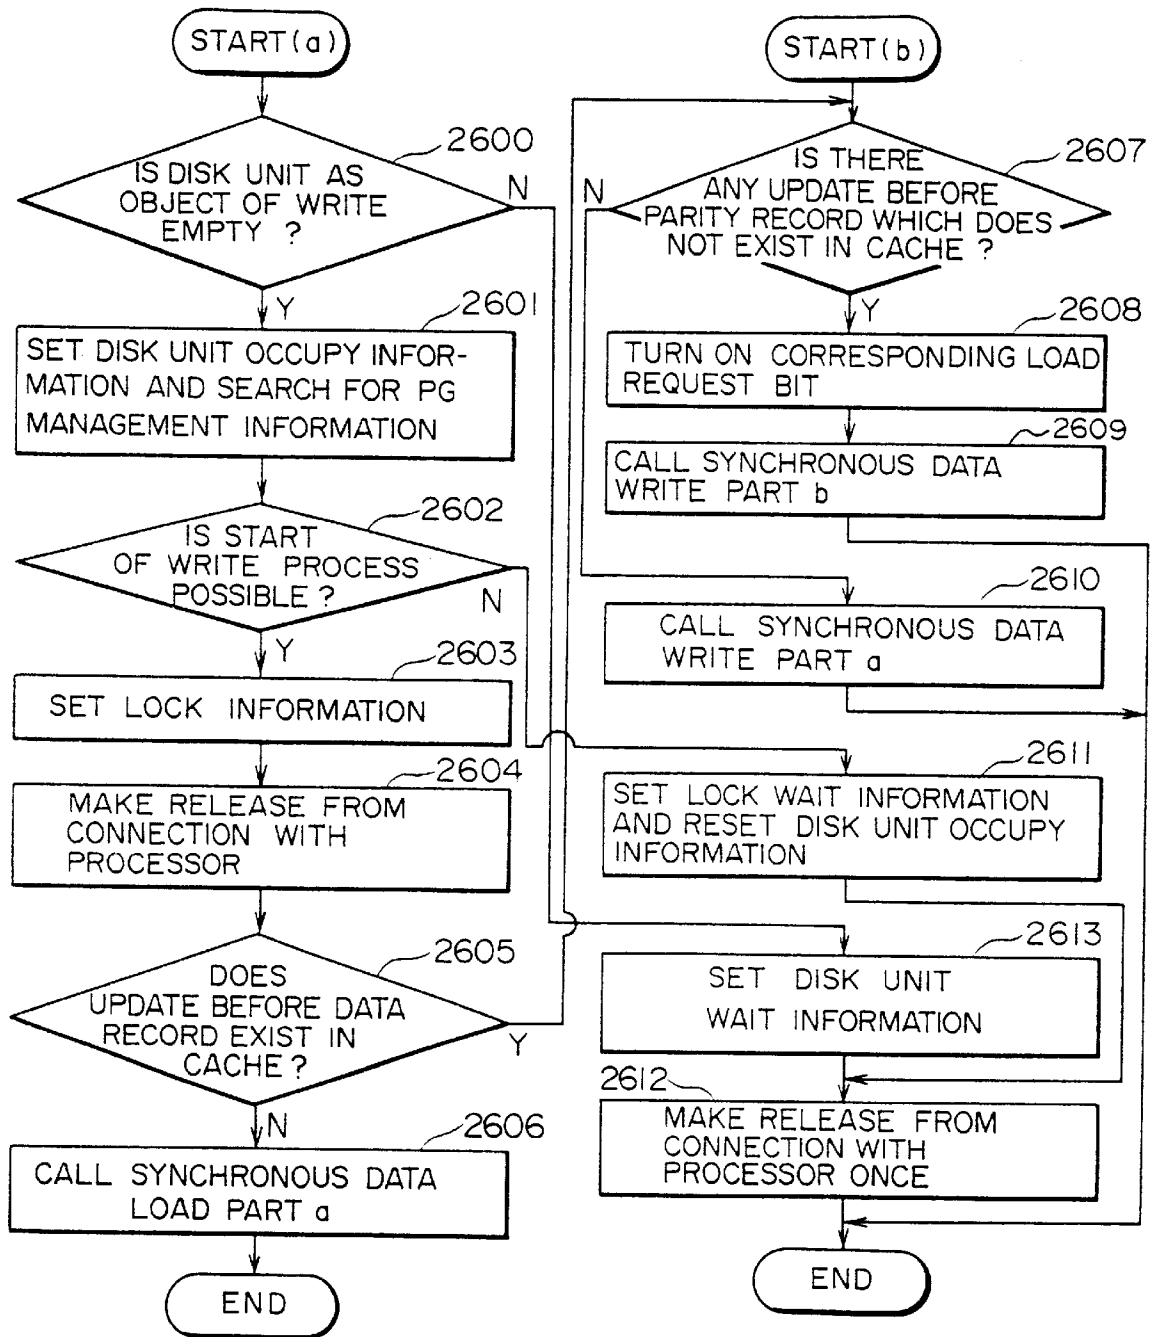 START(a)
2600
IS DISK UNIT AS
OBJECT OF WRITE
EMPTY ?
N
Y
2601
SET DISK UNIT OCCUPY INFOR-
MATION AND SEARCH FOR PG
MANAGEMENT INFORMATION
2602
IS START
OF WRITE PROCESS
POSSIBLE ?
N
Y
2603
SET LOCK INFORMATION
2604
MAKE RELEASE FROM
CONNECTION WITH
PROCESSOR
2605
DOES
UPDATE BEFORE DATA
RECORD EXIST IN
CACHE ?
Y
N
2606
CALL SYNCHRONOUS DATA
LOAD PART a
END
START(b)
2607
IS THERE
ANY UPDATE BEFORE
PARITY RECORD WHICH DOES
NOT EXIST IN CACHE ?
N
Y
2608
TURN ON CORRESPONDING LOAD
REQUEST BIT
2609
CALL SYNCHRONOUS DATA
WRITE PART b
2610
CALL SYNCHRONOUS DATA
WRITE PART a
2611
SET LOCK WAIT INFORMATION
AND RESET DISK UNIT OCCUPY
INFORMATION
2613
SET DISK UNIT
WAIT INFORMATION
2612
MAKE RELEASE FROM
CONNECTION WITH
PROCESSOR ONCE
END